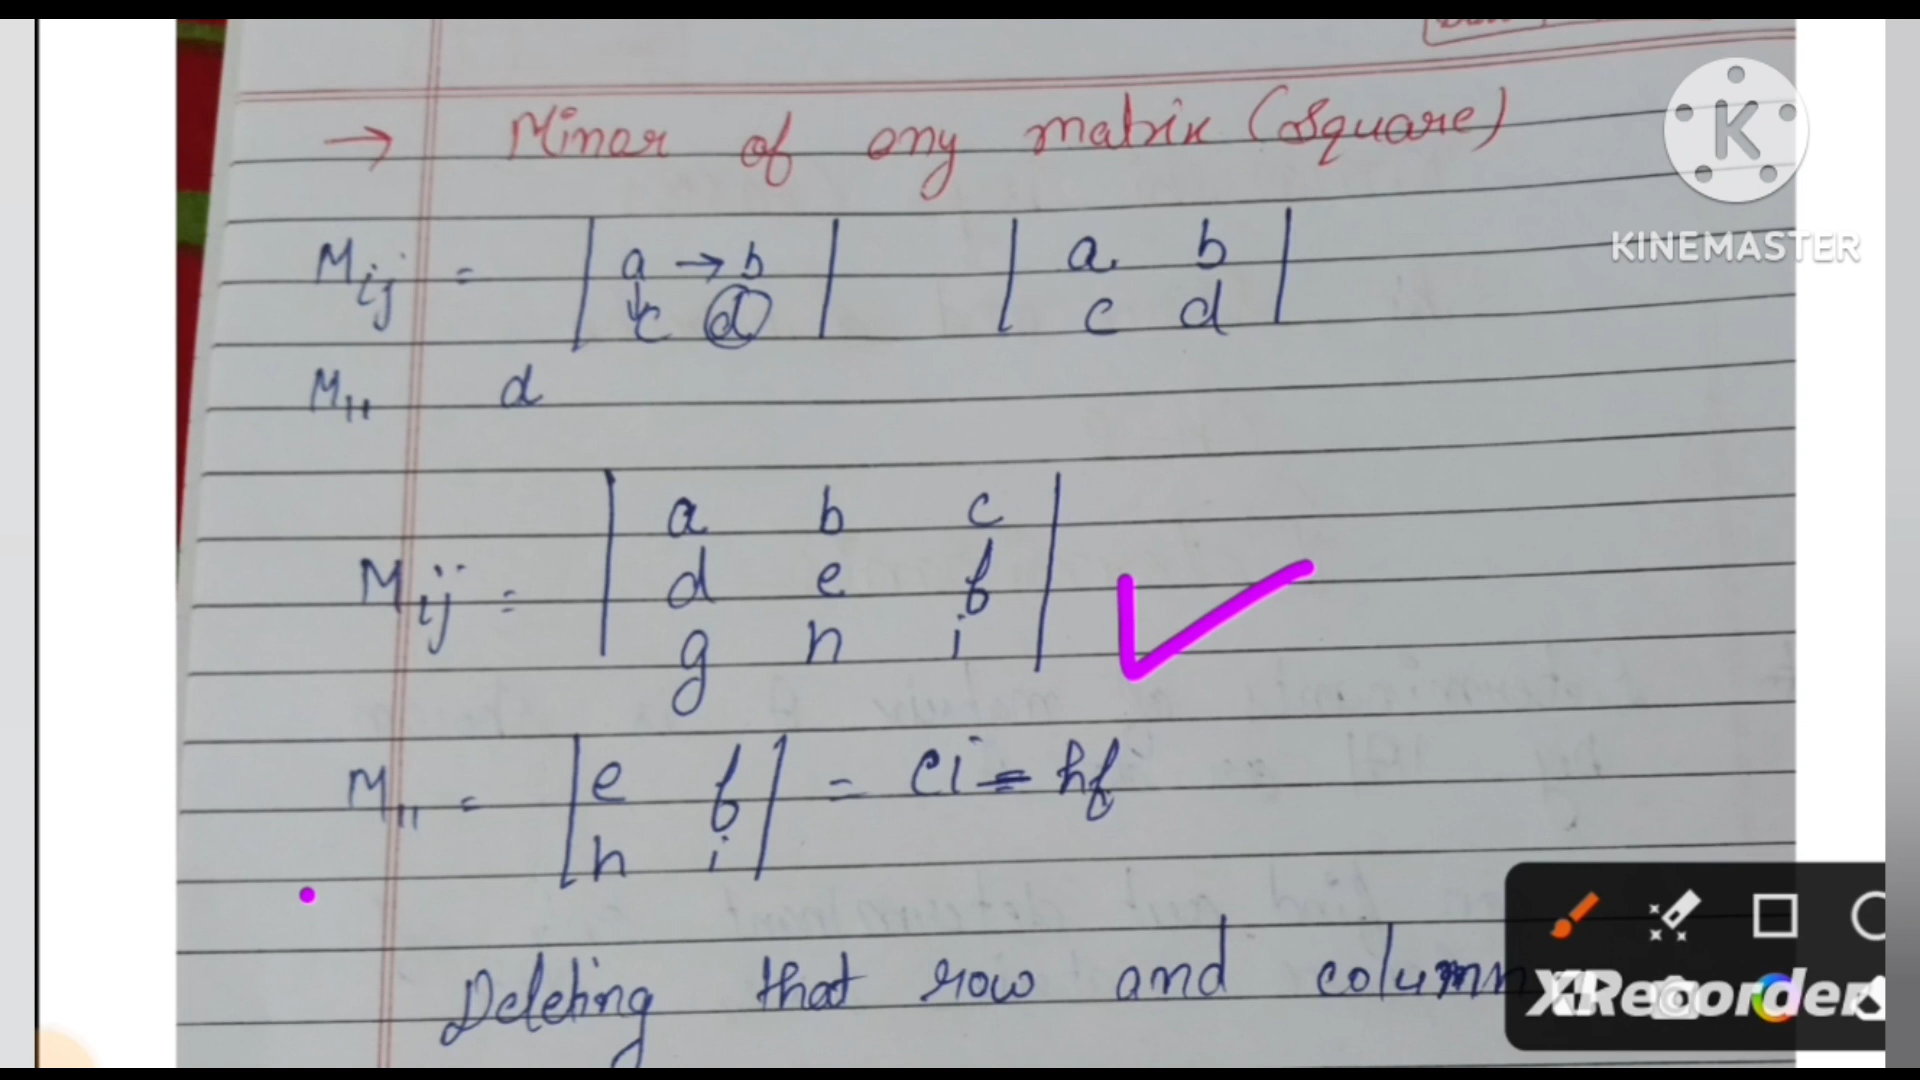 → Minor of any matrix (Square)
KINEMASTER
Mij = | a → b | | a b |
| c d | | c d |
M11 d
| a b c |
Mij = | d e f |
| g h i |
M11 = | e f | = ei - hf
| h i |
Deleting that row and column
XRecorder